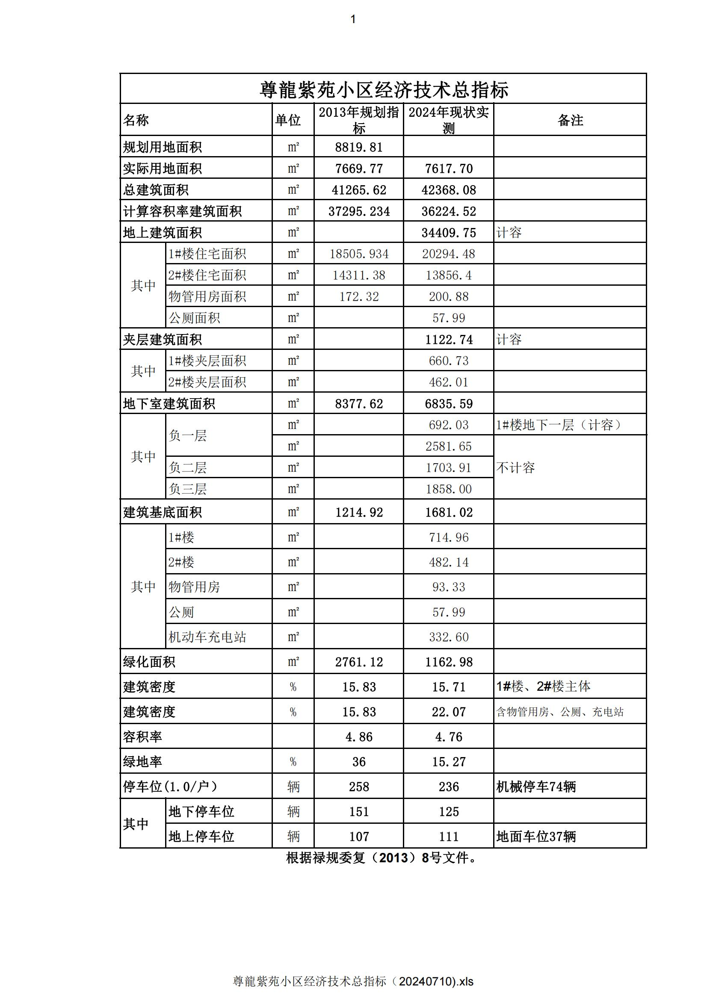 1
尊龍紫苑小区经济技术总指标
名称 单位 2013年规划指标 2024年现状实测 备注
规划用地面积 ㎡ 8819.81
实际用地面积 ㎡ 7669.77 7617.70
总建筑面积 ㎡ 41265.62 42368.08
计算容积率建筑面积 ㎡ 37295.234 36224.52
地上建筑面积 ㎡ 34409.75 计容
其中
1#楼住宅面积 ㎡ 18505.934 20294.48
2#楼住宅面积 ㎡ 14311.38 13856.4
物管用房面积 ㎡ 172.32 200.88
公厕面积 ㎡ 57.99
夹层建筑面积 ㎡ 1122.74 计容
其中
1#楼夹层面积 ㎡ 660.73
2#楼夹层面积 ㎡ 462.01
地下室建筑面积 ㎡ 8377.62 6835.59
其中
负一层 ㎡ 692.03 1#楼地下一层（计容）
㎡ 2581.65
负二层 ㎡ 1703.91 不计容
负三层 ㎡ 1858.00
建筑基底面积 ㎡ 1214.92 1681.02
其中
1#楼 ㎡ 714.96
2#楼 ㎡ 482.14
物管用房 ㎡ 93.33
公厕 ㎡ 57.99
机动车充电站 ㎡ 332.60
绿化面积 ㎡ 2761.12 1162.98
建筑密度 % 15.83 15.71 1#楼、2#楼主体
建筑密度 % 15.83 22.07 含物管用房、公厕、充电站
容积率 4.86 4.76
绿地率 % 36 15.27
停车位(1.0/户） 辆 258 236 机械停车74辆
其中
地下停车位 辆 151 125
地上停车位 辆 107 111 地面车位37辆
根据禄规委复（2013）8号文件。
尊龍紫苑小区经济技术总指标（20240710).xls